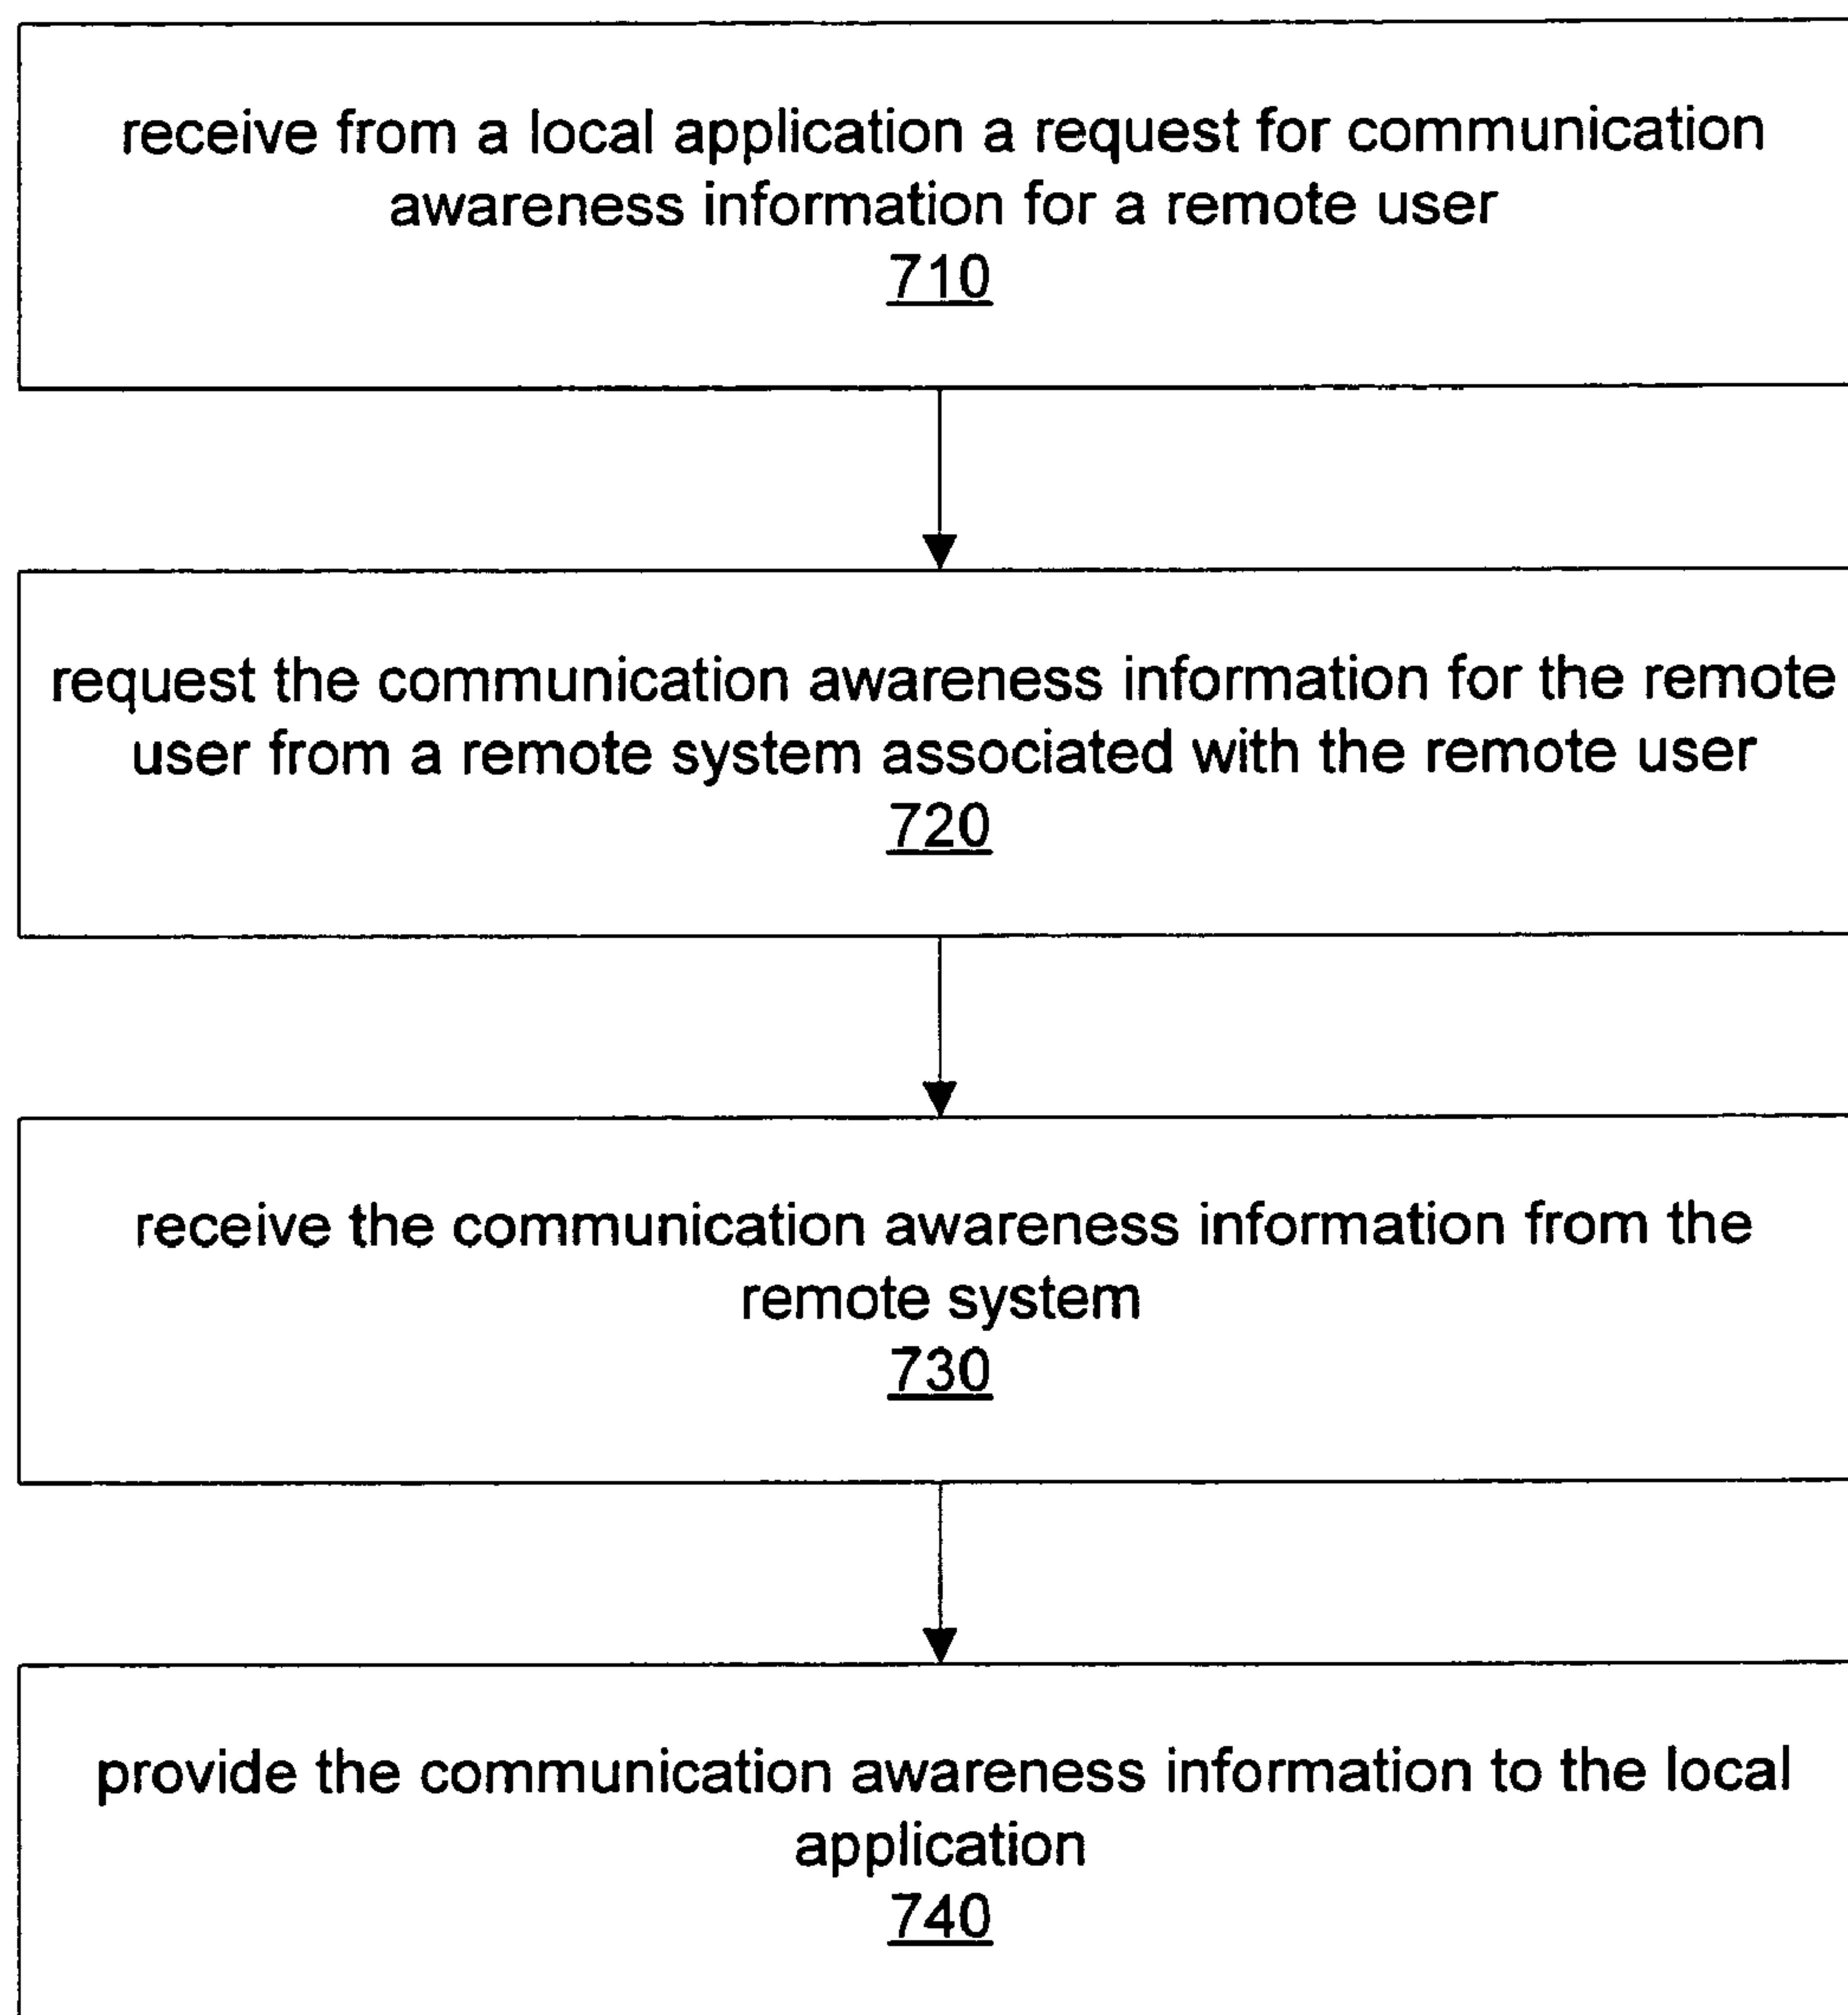 receive from a local application a request for communication
awareness information for a remote user
710
request the communication awareness information for the remote
user from a remote system associated with the remote user
720
receive the communication awareness information from the
remote system
730
provide the communication awareness information to the local
application
740